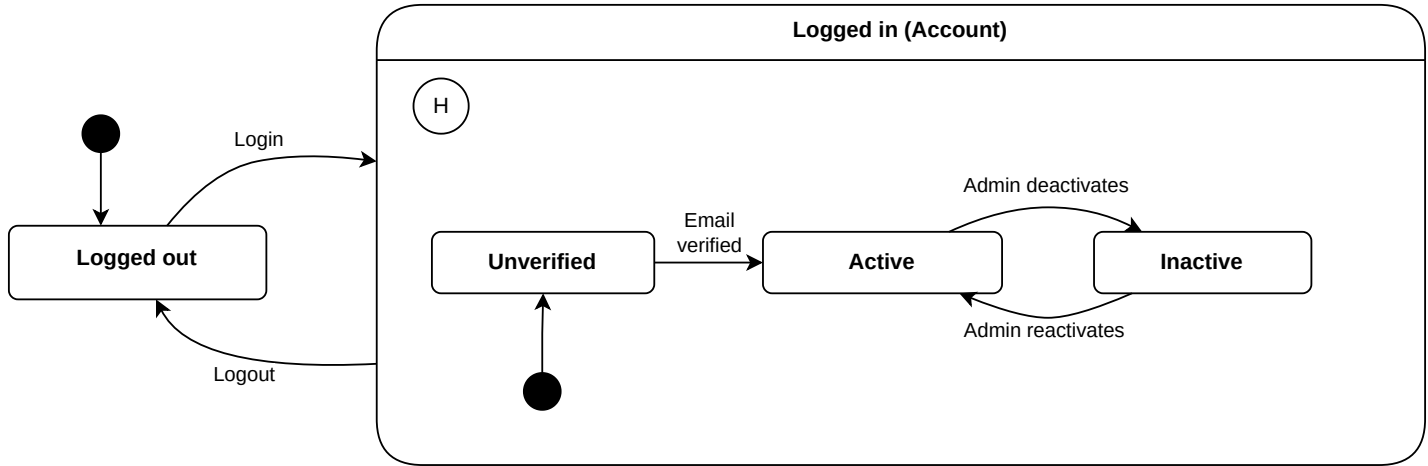 Logged in (Account)
H
Login
Logged out
Logout
Unverified
Email
verified
Active
Admin deactivates
Inactive
Admin reactivates